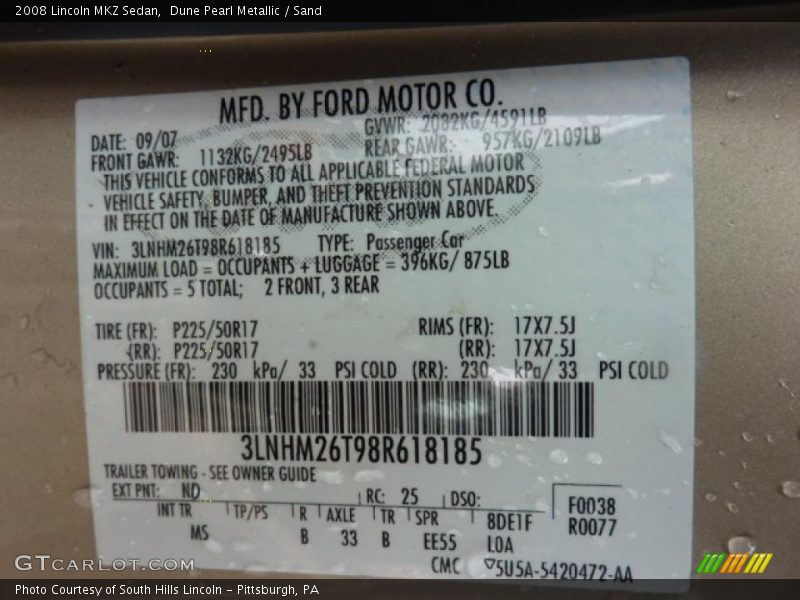 2008 Lincoln MKZ Sedan, Dune Pearl Metallic / Sand
MFD. BY FORD MOTOR CO.
DATE: 09/07 GVWR: 2082KG/4591LB
FRONT GAWR: 1132KG/2495LB REAR GAWR: 957KG/2109LB
THIS VEHICLE CONFORMS TO ALL APPLICABLE FEDERAL MOTOR
VEHICLE SAFETY, BUMPER, AND THEFT PREVENTION STANDARDS
IN EFFECT ON THE DATE OF MANUFACTURE SHOWN ABOVE.
VIN: 3LNHM26T98R618185 TYPE: Passenger Car
MAXIMUM LOAD = OCCUPANTS + LUGGAGE = 396KG/ 875LB
OCCUPANTS = 5 TOTAL; 2 FRONT, 3 REAR
TIRE (FR): P225/50R17 RIMS (FR): 17X7.5J
(RR): P225/50R17 (RR): 17X7.5J
PRESSURE (FR): 230 kPa/ 33 PSI COLD (RR): 230 kPa/ 33 PSI COLD
3LNHM26T98R618185
TRAILER TOWING - SEE OWNER GUIDE
EXT PNT: ND RC: 25 DSO: F0038
INT TR TP/PS R AXLE TR SPR 8DE1F R0077
MS B 33 B EE55 LOA
CMC ▽5U5A-5420472-AA
GTCARLOT.COM
Photo Courtesy of South Hills Lincoln - Pittsburgh, PA